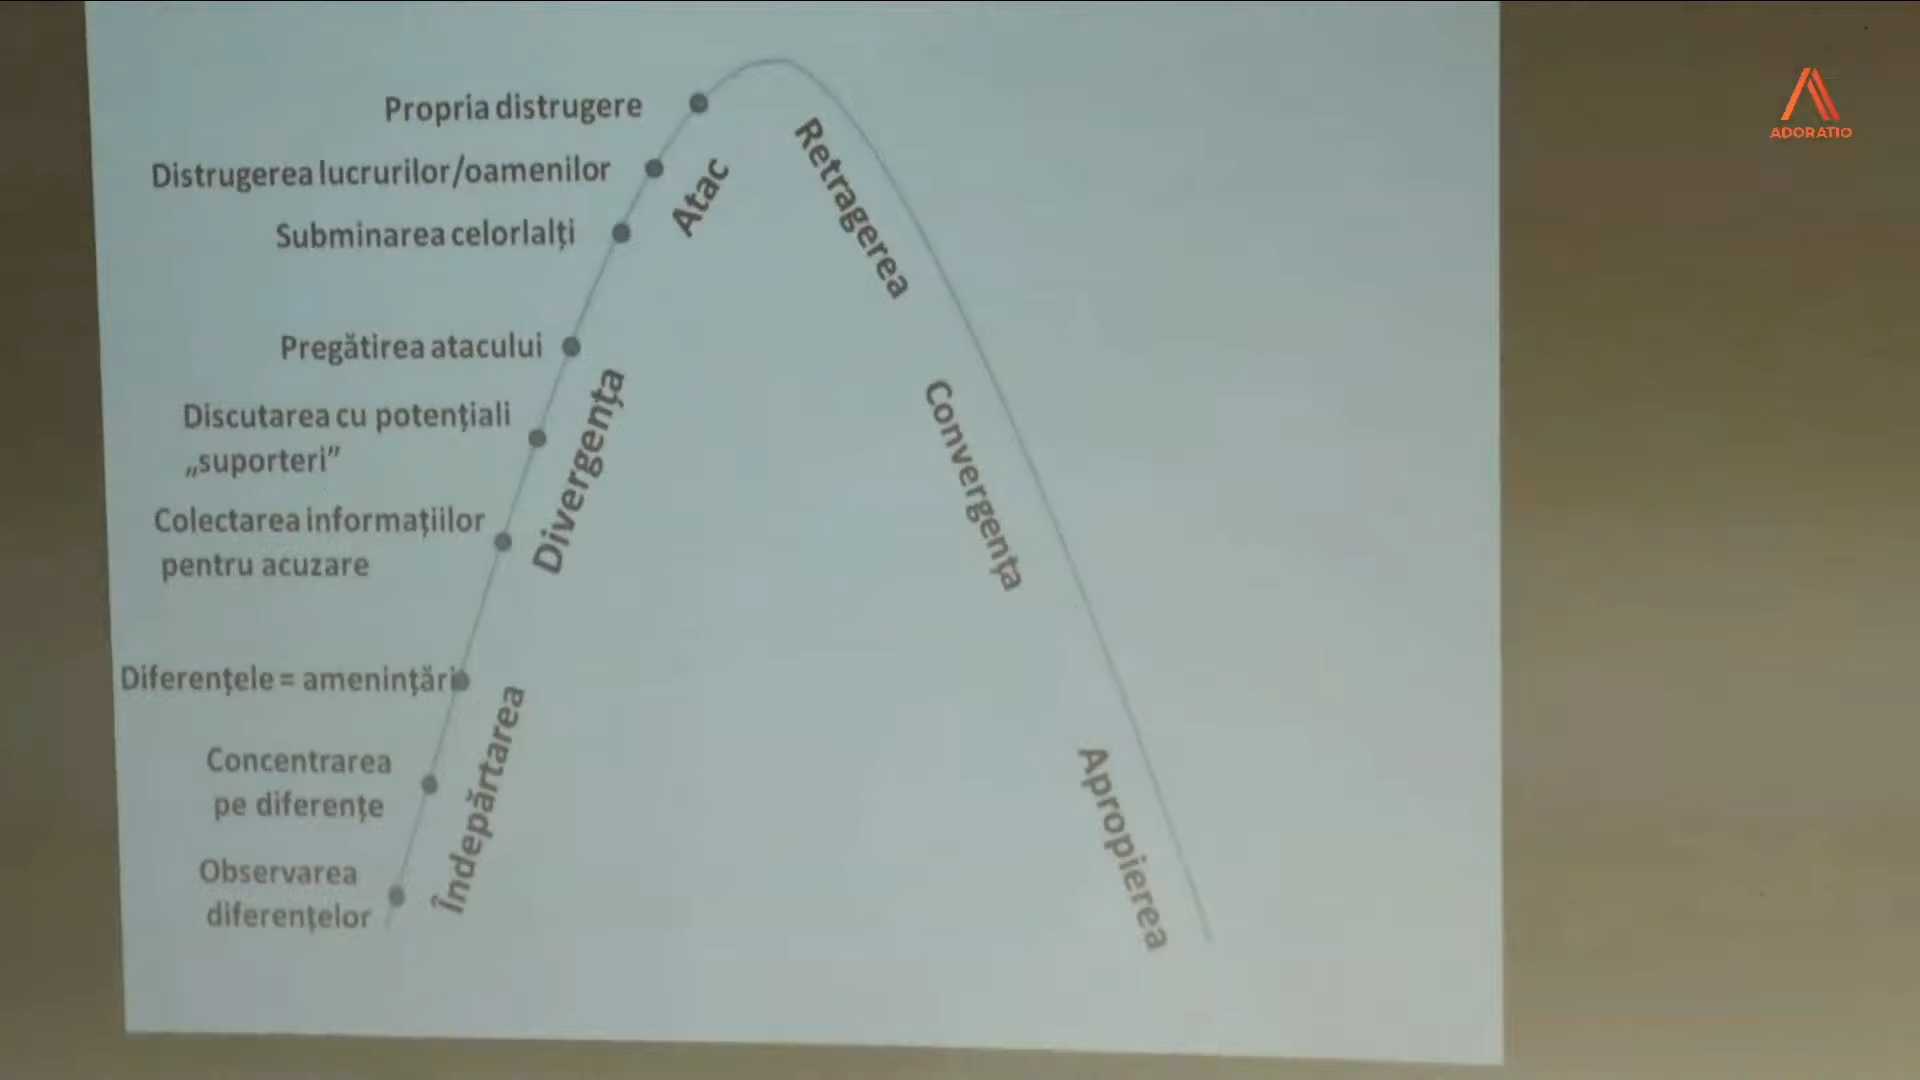 Propria distrugere
Distrugerea lucrurilor/oamenilor
Subminarea celorlalți
Atac
Pregătirea atacului
Discutarea cu potențiali
„suporteri”
Colectarea informațiilor
pentru acuzare
Divergența
Diferențele = amenințări
Concentrarea
pe diferențe
Observarea
diferențelor
Îndepărtarea
Retragerea
Convergența
Apropierea
ADORATIO